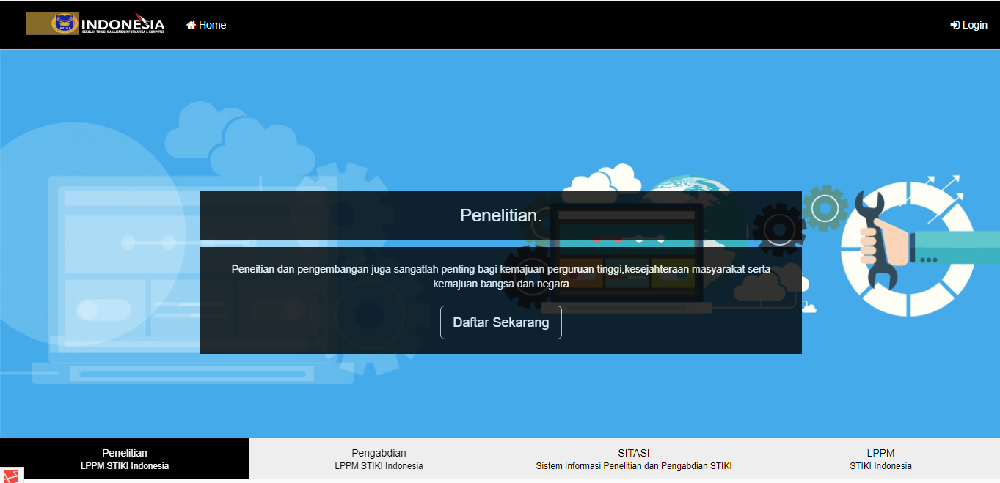 STIKI
INDONESIA
SEKOLAH TINGGI MANAJEMEN INFORMATIKA & KOMPUTER
Home
Login
Penelitian.
Peneitian dan pengembangan juga sangatlah penting bagi kemajuan perguruan tinggi,kesejahteraan masyarakat serta
kemajuan bangsa dan negara
Daftar Sekarang
Penelitian
LPPM STIKI Indonesia
Pengabdian
LPPM STIKI Indonesia
SITASI
Sistem Informasi Penelitian dan Pengabdian STIKI
LPPM
STIKI Indonesia